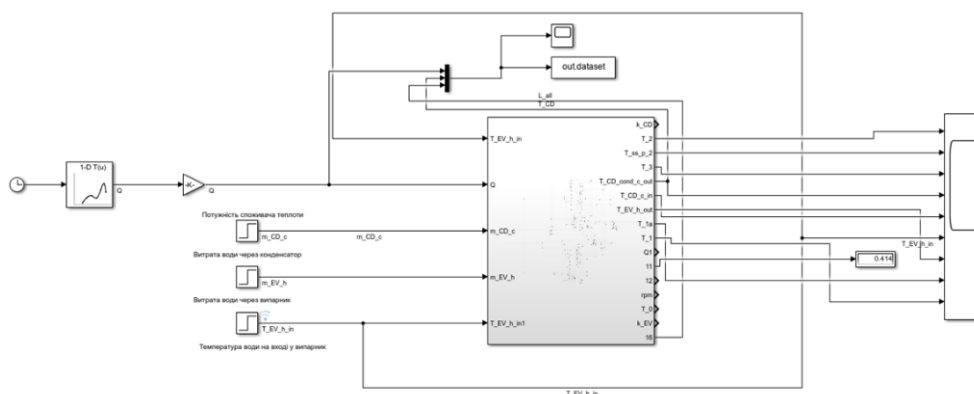 out.dataset
L_all
T_CD
k_CD
T_EV_h_in
T_2
T_ss_p_2
1-D T(u)
T_3
Q
-K-
Q
Q
T_CD_cond_c_out
T_CD_c_in
T_EV_h_out
Потужність споживача теплоти
T_1a
m_CD_c
m_CD_c
m_CD_c
T_1
T_EV_h_in
Q1
Витрата води через конденсатор
11
0.414
m_EV_h
m_EV_h
12
rpm
Витрата води через випарник
T_0
T_EV_h_in
T_EV_h_in1
k_EV
16
Температура води на вході у випарник
T_EV_h_in